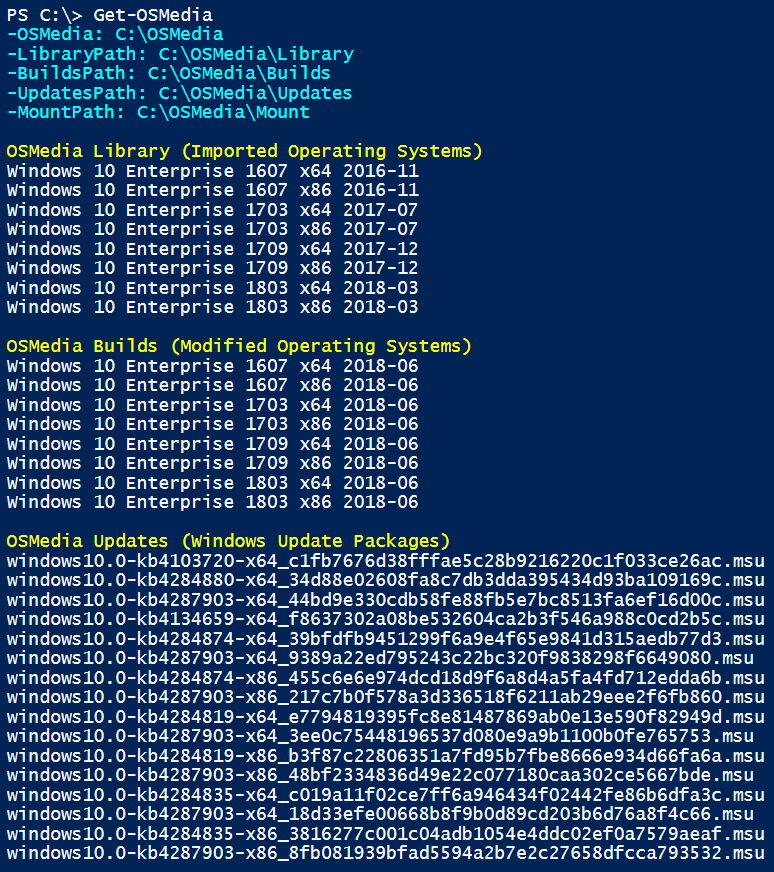 PS C:\> Get-OSMedia
-OSMedia: C:\OSMedia
-LibraryPath: C:\OSMedia\Library
-BuildsPath: C:\OSMedia\Builds
-UpdatesPath: C:\OSMedia\Updates
-MountPath: C:\OSMedia\Mount
OSMedia Library (Imported Operating Systems)
Windows 10 Enterprise 1607 x64 2016-11
Windows 10 Enterprise 1607 x86 2016-11
Windows 10 Enterprise 1703 x64 2017-07
Windows 10 Enterprise 1703 x86 2017-07
Windows 10 Enterprise 1709 x64 2017-12
Windows 10 Enterprise 1709 x86 2017-12
Windows 10 Enterprise 1803 x64 2018-03
Windows 10 Enterprise 1803 x86 2018-03
OSMedia Builds (Modified Operating Systems)
Windows 10 Enterprise 1607 x64 2018-06
Windows 10 Enterprise 1607 x86 2018-06
Windows 10 Enterprise 1703 x64 2018-06
Windows 10 Enterprise 1703 x86 2018-06
Windows 10 Enterprise 1709 x64 2018-06
Windows 10 Enterprise 1709 x86 2018-06
Windows 10 Enterprise 1803 x64 2018-06
Windows 10 Enterprise 1803 x86 2018-06
OSMedia Updates (Windows Update Packages)
windows10.0-kb4103720-x64_c1fb7676d38fffae5c28b9216220c1f033ce26ac.msu
windows10.0-kb4284880-x64_34d88e02608fa8c7db3dda395434d93ba109169c.msu
windows10.0-kb4287903-x64_44bd9e330cdb58fe88fb5e7bc8513fa6ef16d00c.msu
windows10.0-kb4134659-x64_f8637302a08be532604ca2b3f546a988c0cd2b5c.msu
windows10.0-kb4284874-x64_39bfdfb9451299f6a9e4f65e9841d315aedb77d3.msu
windows10.0-kb4287903-x64_9389a22ed795243c22bc320f9838298f6649080.msu
windows10.0-kb4284874-x86_455c6e6e974dcd18d9f6a8d4a5fa4fd712edda6b.msu
windows10.0-kb4287903-x86_217c7b0f578a3d336518f6211ab29eee2f6fb860.msu
windows10.0-kb4284819-x64_e7794819395fc8e81487869ab0e13e590f82949d.msu
windows10.0-kb4287903-x64_3ee0c75448196537d080e9a9b1100b0fe765753.msu
windows10.0-kb4284819-x86_b3f87c22806351a7fd95b7fbe8666e934d66fa6a.msu
windows10.0-kb4287903-x86_48bf2334836d49e22c077180caa302ce5667bde.msu
windows10.0-kb4284835-x64_c019a11f02ce7ff6a946434f02442fe86b6dfa3c.msu
windows10.0-kb4287903-x64_18d33efe00668b8f9b0d89cd203b6d76a8f4c66.msu
windows10.0-kb4284835-x86_3816277c001c04adb1054e4ddc02ef0a7579aeaf.msu
windows10.0-kb4287903-x86_8fb081939bfad5594a2b7e2c27658dfcca793532.msu